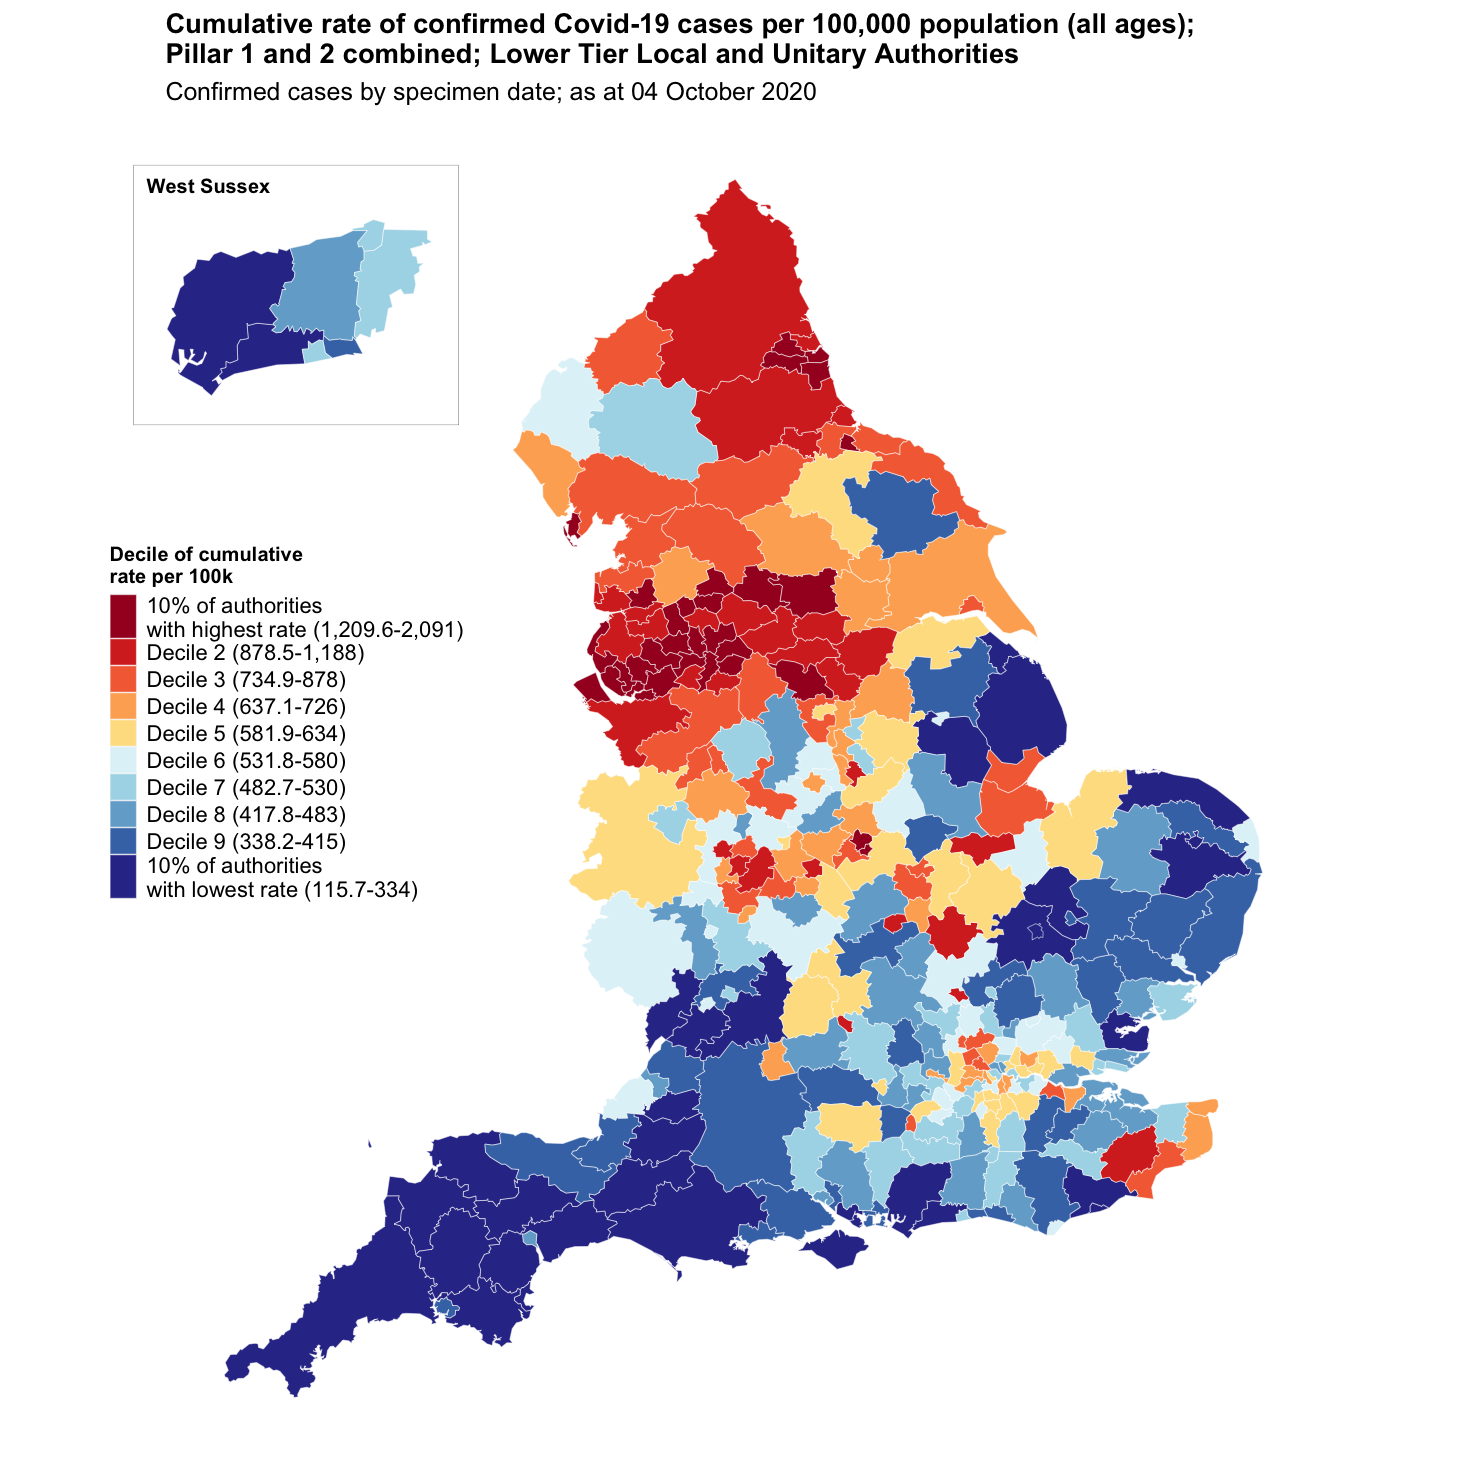 Cumulative rate of confirmed Covid-19 cases per 100,000 population (all ages);
Pillar 1 and 2 combined; Lower Tier Local and Unitary Authorities
Confirmed cases by specimen date; as at 04 October 2020
West Sussex
Decile of cumulative
rate per 100k
10% of authorities
with highest rate (1,209.6-2,091)
Decile 2 (878.5-1,188)
Decile 3 (734.9-878)
Decile 4 (637.1-726)
Decile 5 (581.9-634)
Decile 6 (531.8-580)
Decile 7 (482.7-530)
Decile 8 (417.8-483)
Decile 9 (338.2-415)
10% of authorities
with lowest rate (115.7-334)